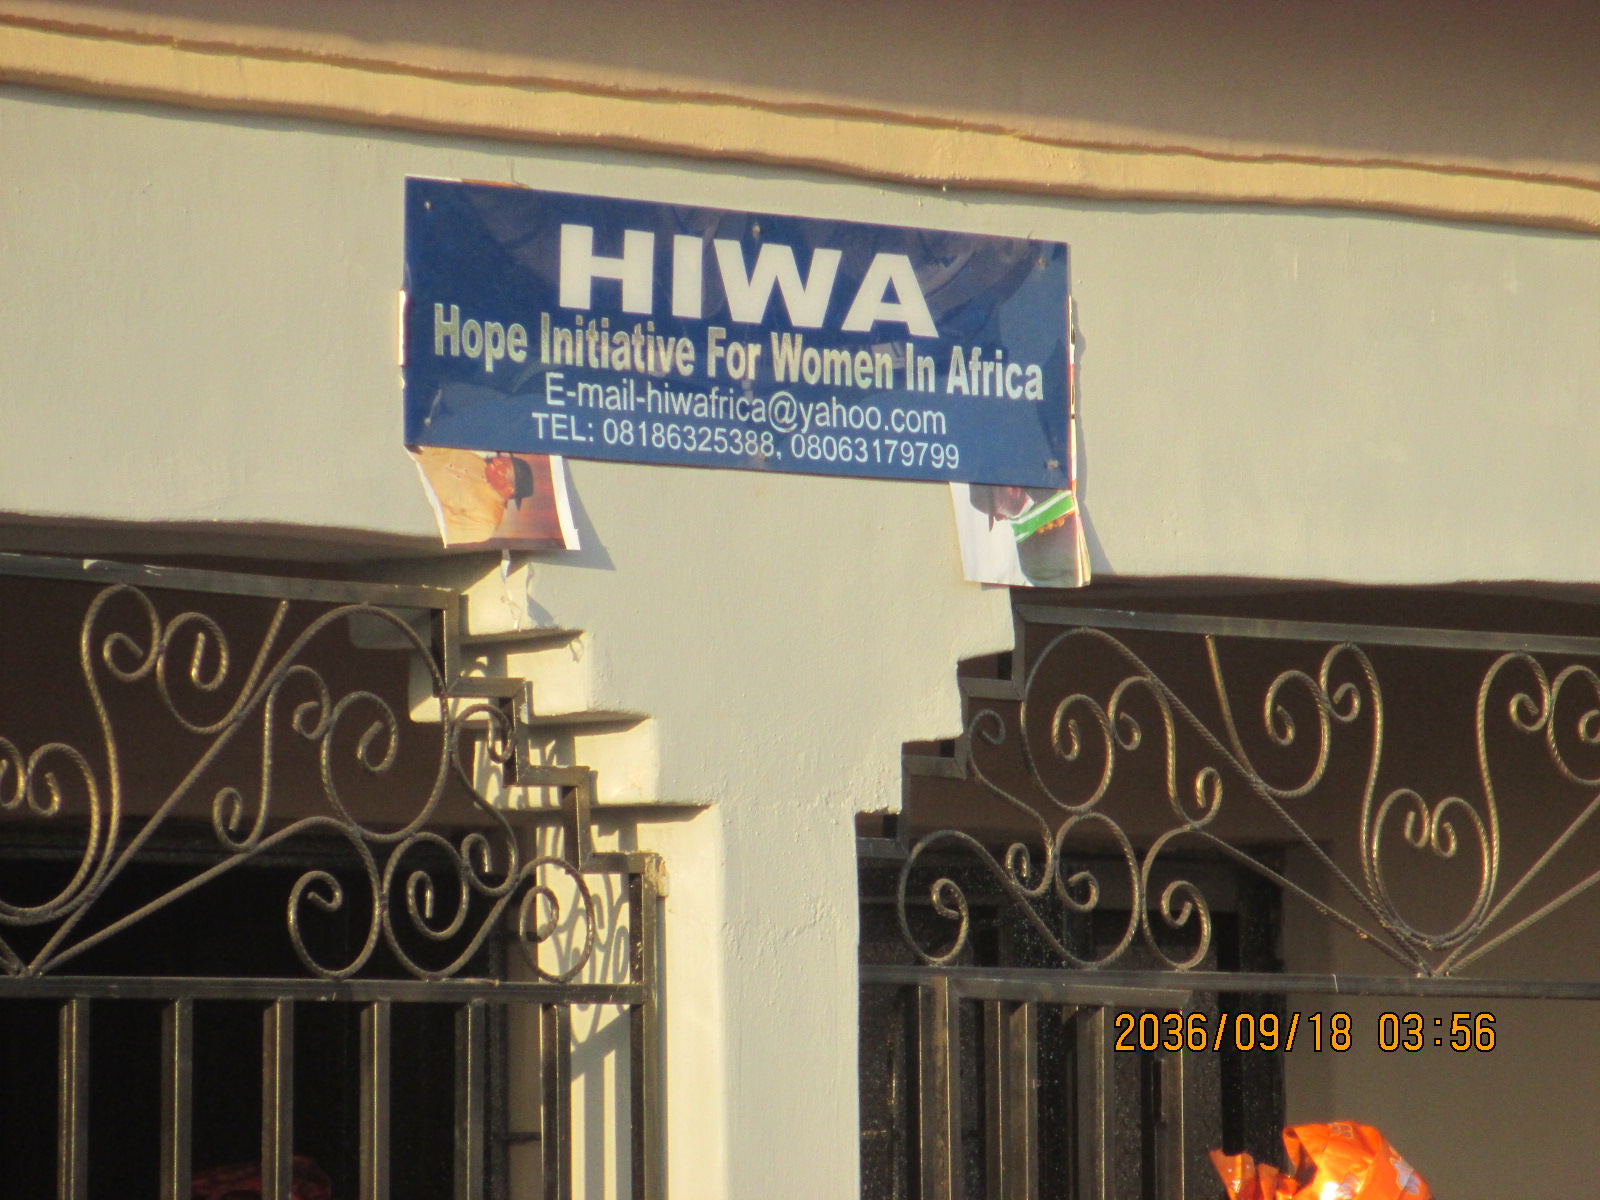 HIWA
Hope Initiative For Women In Africa
E-mail-hiwafrica@yahoo.com
TEL: 08186325388, 08063179799
2036/09/18 03:56